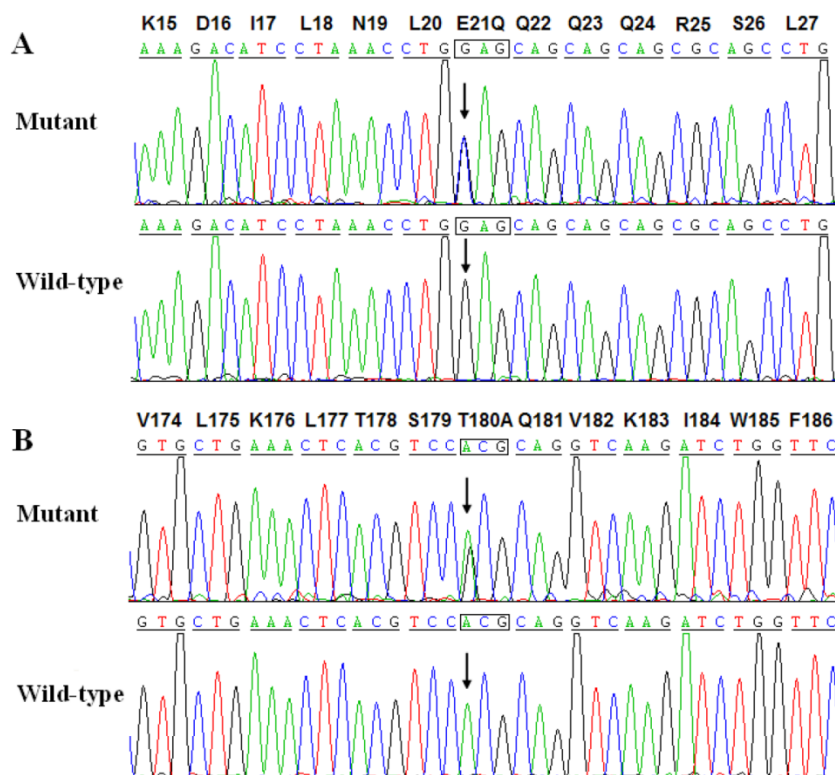 K15 D16 I17 L18 N19 L20 E21Q Q22 Q23 Q24 R25 S26 L27
A
A A A G A C A T C C T A A A C C T G G A G C A G C A G C A G C G C A G C C T G
Mutant
A A A G A C A T C C T A A A C C T G G A G C A G C A G C A G C G C A G C C T G
Wild-type
V174 L175 K176 L177 T178 S179 T180A Q181 V182 K183 I184 W185 F186
B
G T G C T G A A A C T C A C G T C C A C G C A G G T C A A G A T C T G G T T C
Mutant
G T G C T G A A A C T C A C G T C C A C G C A G G T C A A G A T C T G G T T C
Wild-type